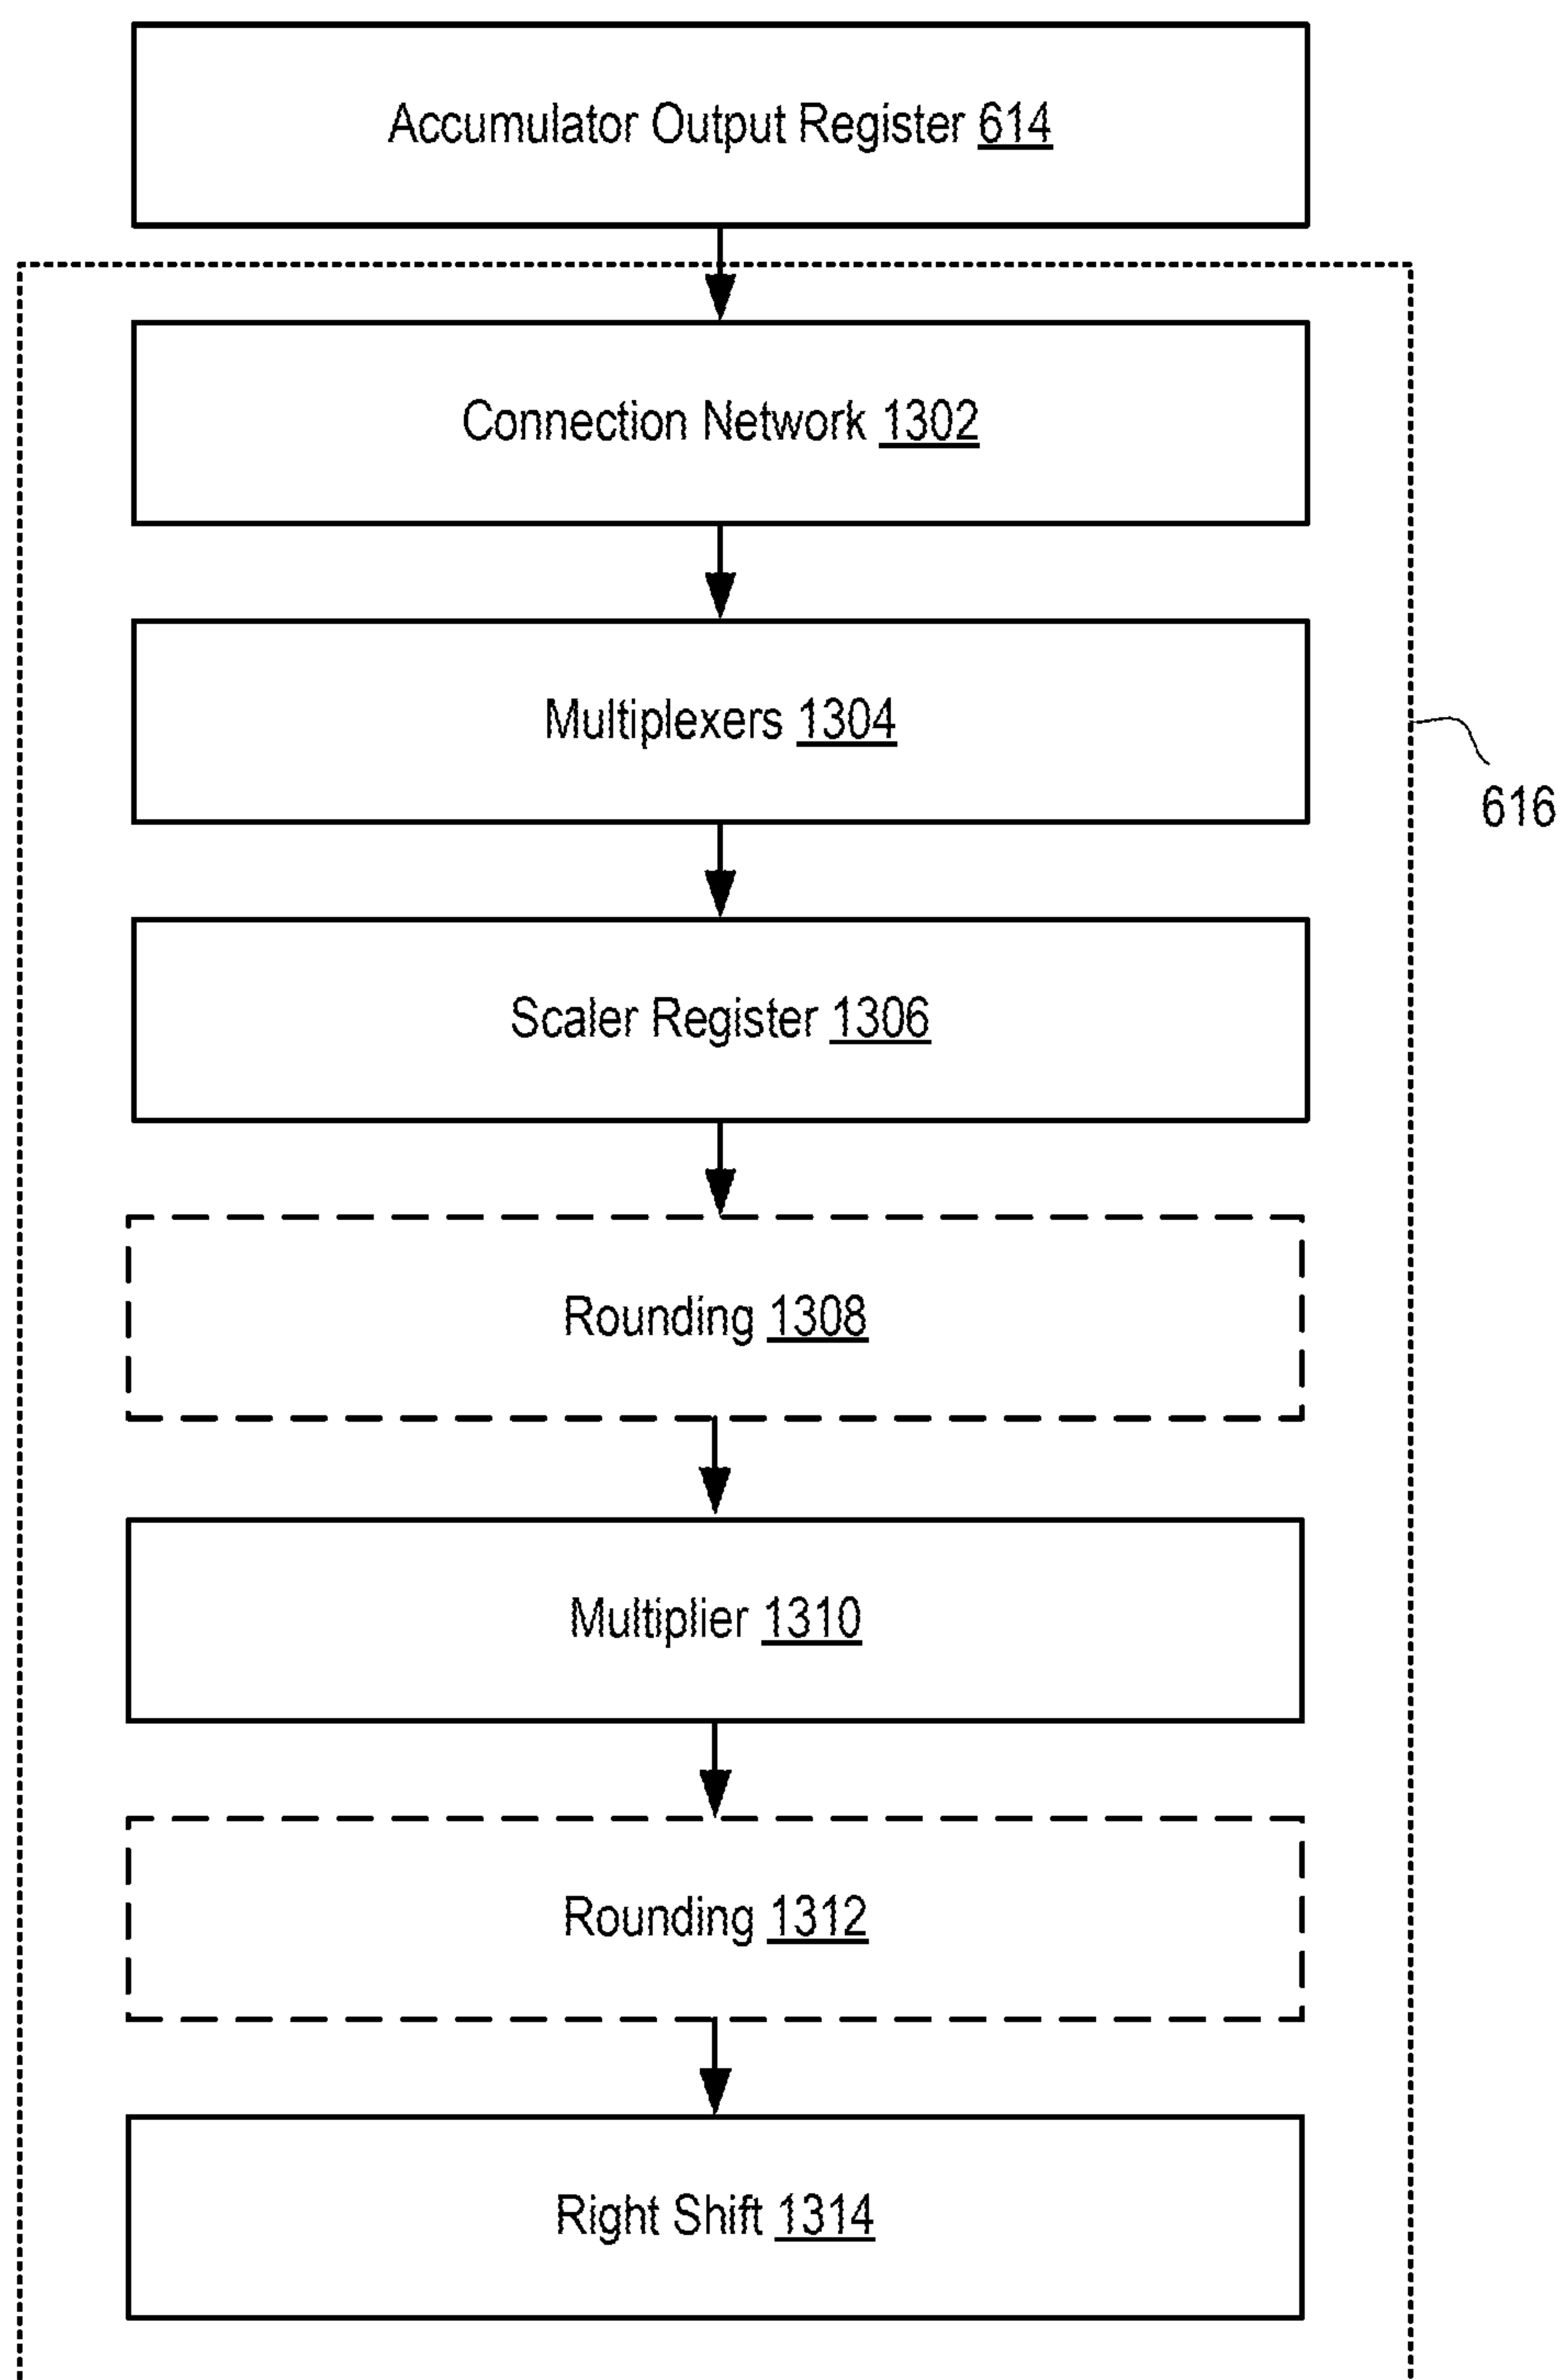 Accumulator Output Register 614
Connection Network 1302
Multiplexers 1304
616
Scaler Register 1306
Rounding 1308
Multiplier 1310
Rounding 1312
Right Shift 1314